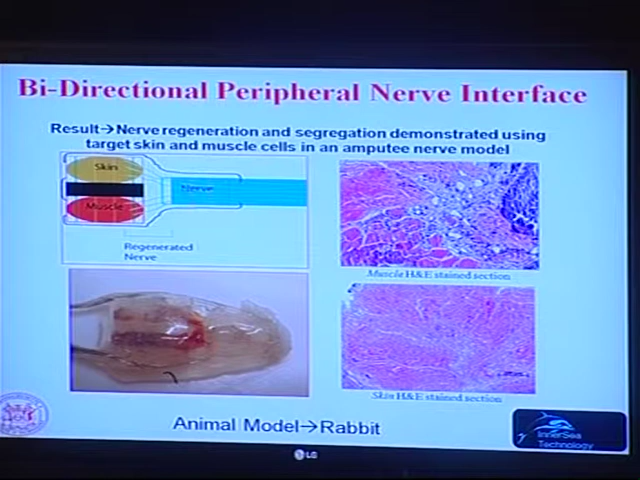 Bi-Directional Peripheral Nerve Interface
Result→Nerve regeneration and segregation demonstrated using
target skin and muscle cells in an amputee nerve model
Skin
Nerve
Muscle
Regenerated
Nerve
Muscle H&E stained section
Skin H&E stained section
Animal Model→Rabbit
InnerSea
Technology
LG